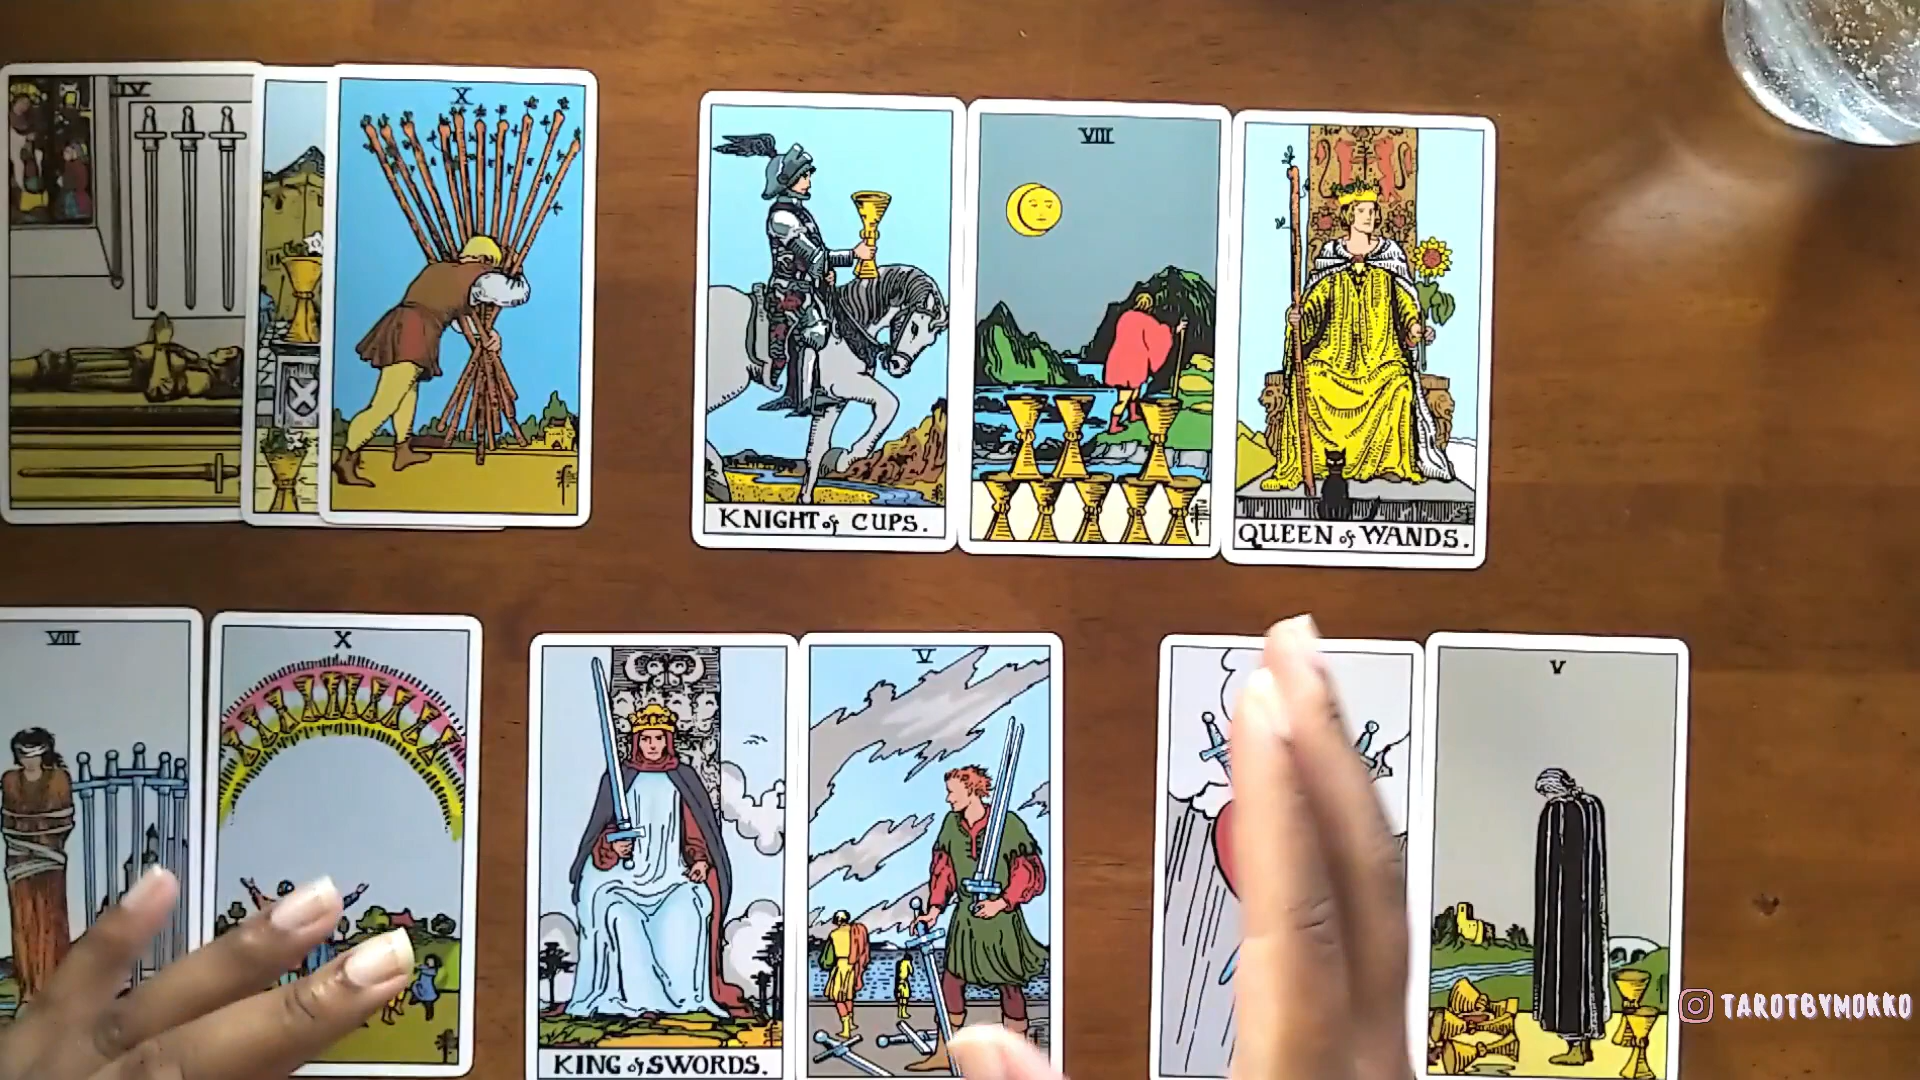 IV
X
VIII
KNIGHT of CUPS.
QUEEN of WANDS.
VIII
X
V
V
KING of SWORDS.
TAROTBYMOKKO